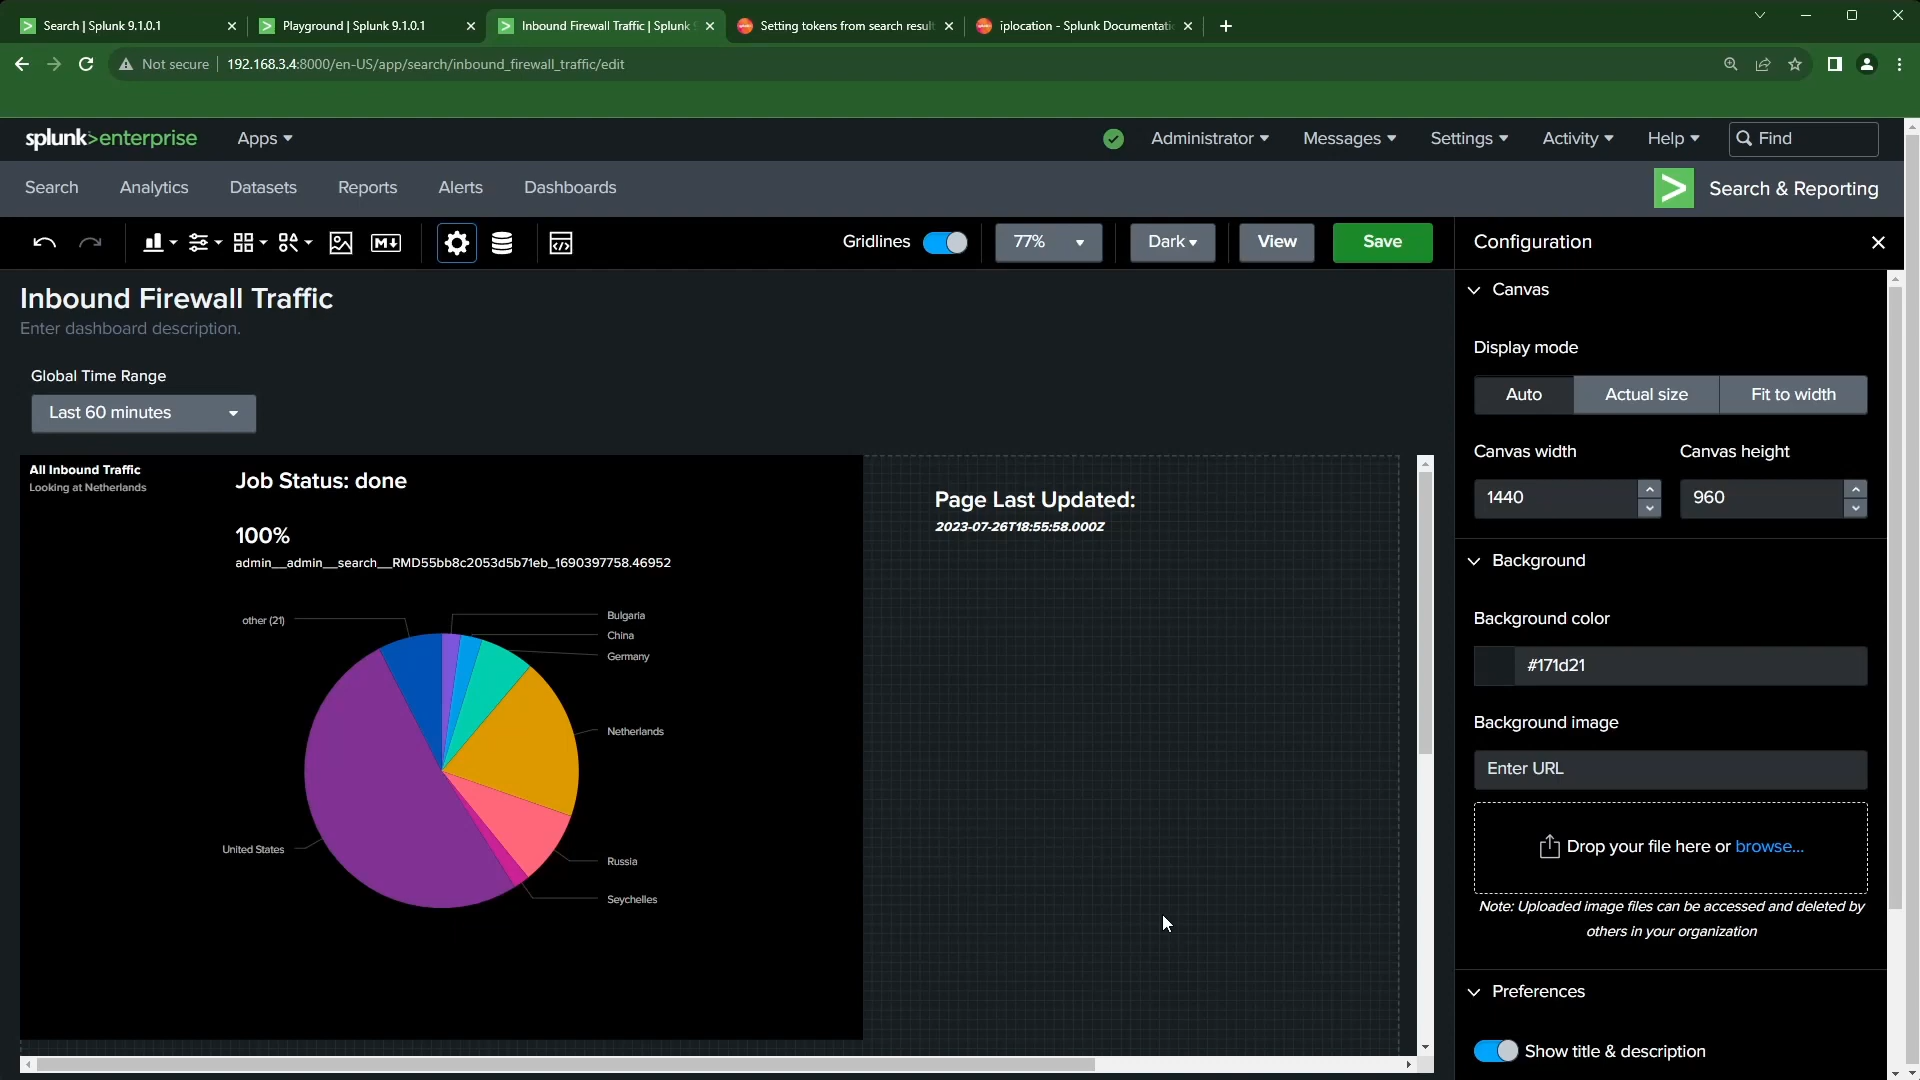 Search | Splunk 9.1.0.1
Playground | Splunk 9.1.0.1
Inbound Firewall Traffic | Splunk
Setting tokens from search result
iplocation - Splunk Documentati
Not secure
192.168.3.4:8000/en-US/app/search/inbound_firewall_traffic/edit
splunk>enterprise
Apps
Administrator
Messages
Settings
Activity
Help
Find
Search
Analytics
Datasets
Reports
Alerts
Dashboards
Search & Reporting
Gridlines
77%
Dark
View
Save
Configuration
Inbound Firewall Traffic
Enter dashboard description.
Global Time Range
Last 60 minutes
All Inbound Traffic
Looking at Netherlands
Job Status: done
100%
admin__admin__search__RMD55bb8c2053d5b71eb_1690397758.46952
other (21)
Bulgaria
China
Germany
Netherlands
United States
Russia
Seychelles
Page Last Updated:
2023-07-26T18:55:58.000Z
Canvas
Display mode
Auto
Actual size
Fit to width
Canvas width
Canvas height
1440
960
Background
Background color
#171d21
Background image
Enter URL
Drop your file here or browse...
Note: Uploaded image files can be accessed and deleted by
others in your organization
Preferences
Show title & description